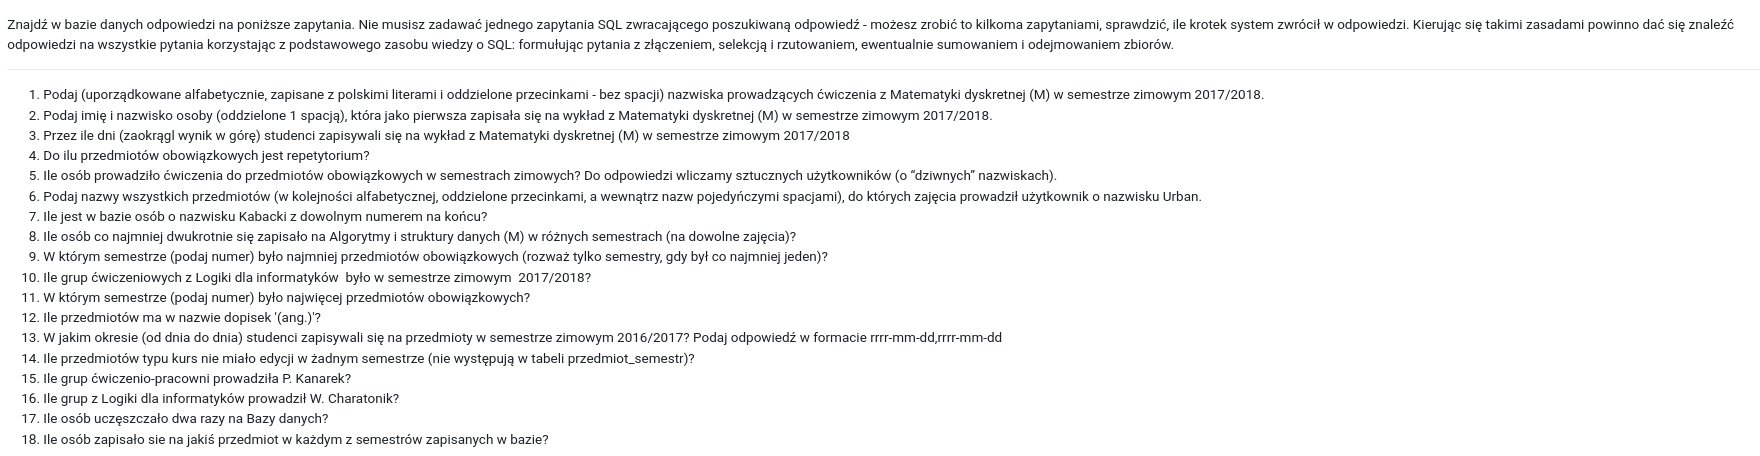 Znajdź w bazie danych odpowiedzi na poniższe zapytania. Nie musisz zadawać jednego zapytania SQL zwracającego poszukiwaną odpowiedź - możesz zrobić to kilkoma zapytaniami, sprawdzić, ile krotek system zwrócił w odpowiedzi. Kierując się takimi zasadami powinno dać się znaleźć
odpowiedzi na wszystkie pytania korzystając z podstawowego zasobu wiedzy o SQL: formułując pytania z złączeniem, selekcją i rzutowaniem, ewentualnie sumowaniem i odejmowaniem zbiorów.
1. Podaj (uporządkowane alfabetycznie, zapisane z polskimi literami i oddzielone przecinkami - bez spacji) nazwiska prowadzących ćwiczenia z Matematyki dyskretnej (M) w semestrze zimowym 2017/2018.
2. Podaj imię i nazwisko osoby (oddzielone 1 spacją), która jako pierwsza zapisała się na wykład z Matematyki dyskretnej (M) w semestrze zimowym 2017/2018.
3. Przez ile dni (zaokrągl wynik w górę) studenci zapisywali się na wykład z Matematyki dyskretnej (M) w semestrze zimowym 2017/2018
4. Do ilu przedmiotów obowiązkowych jest repetytorium?
5. Ile osób prowadziło ćwiczenia do przedmiotów obowiązkowych w semestrach zimowych? Do odpowiedzi wliczamy sztucznych użytkowników (o “dziwnych” nazwiskach).
6. Podaj nazwy wszystkich przedmiotów (w kolejności alfabetycznej, oddzielone przecinkami, a wewnątrz nazw pojedyńczymi spacjami), do których zajęcia prowadził użytkownik o nazwisku Urban.
7. Ile jest w bazie osób o nazwisku Kabacki z dowolnym numerem na końcu?
8. Ile osób co najmniej dwukrotnie się zapisało na Algorytmy i struktury danych (M) w różnych semestrach (na dowolne zajęcia)?
9. W którym semestrze (podaj numer) było najmniej przedmiotów obowiązkowych (rozważ tylko semestry, gdy był co najmniej jeden)?
10. Ile grup ćwiczeniowych z Logiki dla informatyków  było w semestrze zimowym  2017/2018?
11. W którym semestrze (podaj numer) było najwięcej przedmiotów obowiązkowych?
12. Ile przedmiotów ma w nazwie dopisek '(ang.)'?
13. W jakim okresie (od dnia do dnia) studenci zapisywali się na przedmioty w semestrze zimowym 2016/2017? Podaj odpowiedź w formacie rrrr-mm-dd,rrrr-mm-dd
14. Ile przedmiotów typu kurs nie miało edycji w żadnym semestrze (nie występują w tabeli przedmiot_semestr)?
15. Ile grup ćwiczenio-pracowni prowadziła P. Kanarek?
16. Ile grup z Logiki dla informatyków prowadził W. Charatonik?
17. Ile osób uczęszczało dwa razy na Bazy danych?
18. Ile osób zapisało sie na jakiś przedmiot w każdym z semestrów zapisanych w bazie?